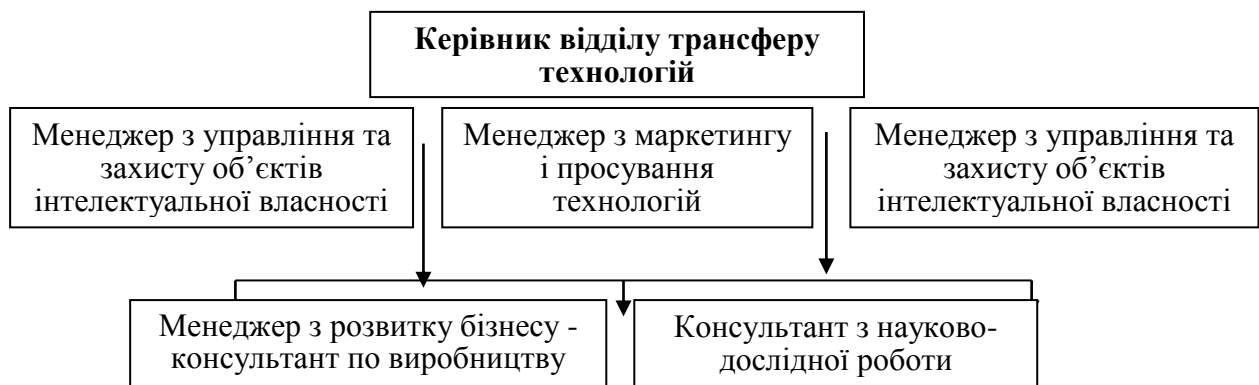 Керівник відділу трансферу
технологій
Менеджер з управління та
захисту об’єктів
інтелектуальної власності
Менеджер з маркетингу
і просування
технологій
Менеджер з управління та
захисту об’єктів
інтелектуальної власності
Менеджер з розвитку бізнесу -
консультант по виробництву
Консультант з науково-
дослідної роботи